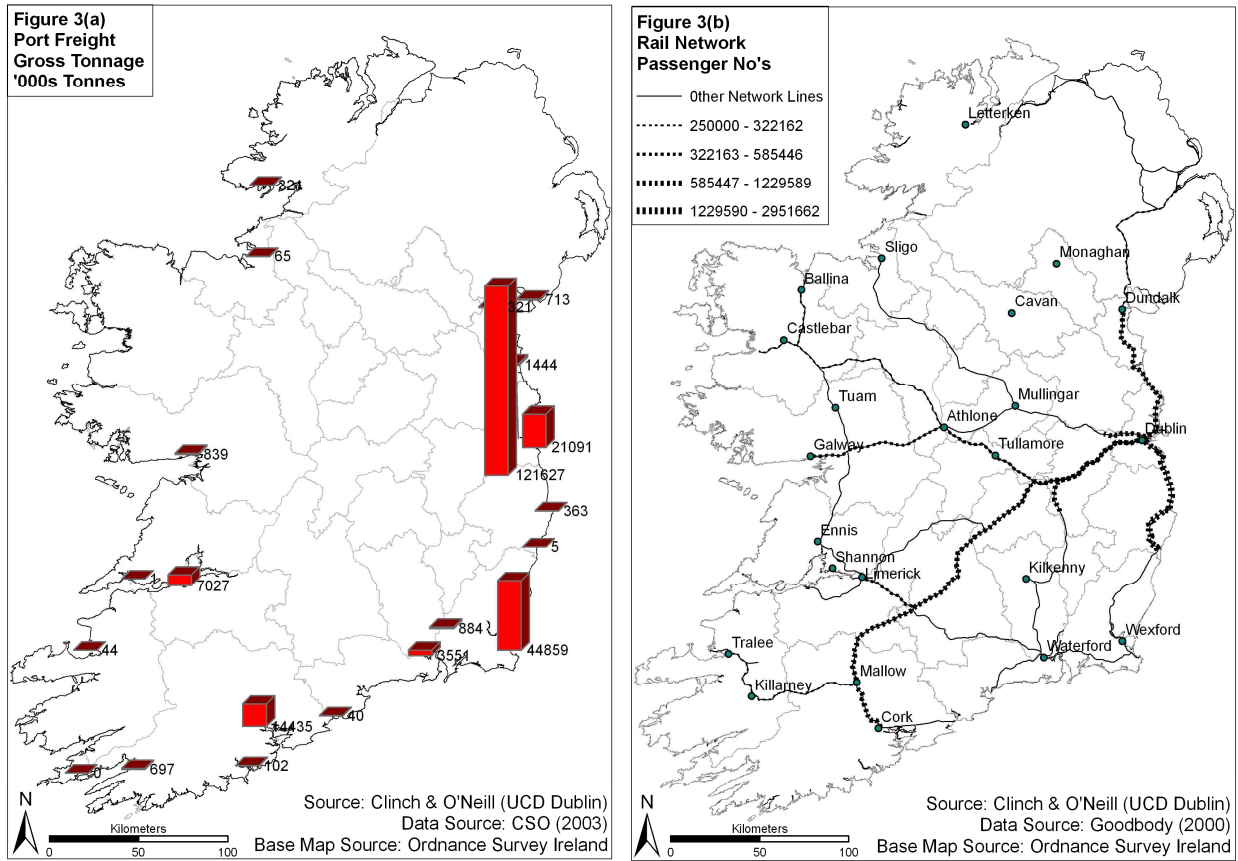 Figure 3(a)
Port Freight
Gross Tonnage
'000s Tonnes
321
65
713
321
1444
21091
121627
839
363
5
1
7027
884
3551
44859
44
14435
40
0
697
102
N
Kilometers
0 50 100
Source: Clinch & O'Neill (UCD Dublin)
Data Source: CSO (2003)
Base Map Source: Ordnance Survey Ireland
Figure 3(b)
Rail Network
Passenger No's
0ther Network Lines
250000 - 322162
322163 - 585446
585447 - 1229589
1229590 - 2951662
Letterken
Sligo
Monaghan
Ballina
Cavan
Dundalk
Castlebar
Tuam
Mullingar
Athlone
Dublin
Galway
Tullamore
Ennis
Shannon
Limerick
Kilkenny
Tralee
Wexford
Waterford
Mallow
Killarney
Cork
N
Kilometers
0 50 100
Source: Clinch & O'Neill (UCD Dublin)
Data Source: Goodbody (2000)
Base Map Source: Ordnance Survey Ireland